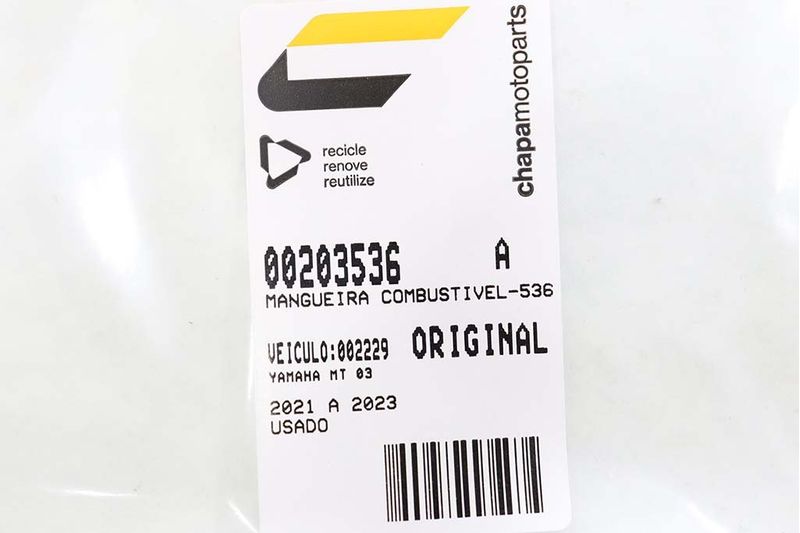 chapamotoparts
recicle
renove
reutilize
00203536 A
MANGUEIRA COMBUSTIVEL-536
VEICULO:002229 ORIGINAL
YAMAHA MT 03
2021 A 2023
USADO